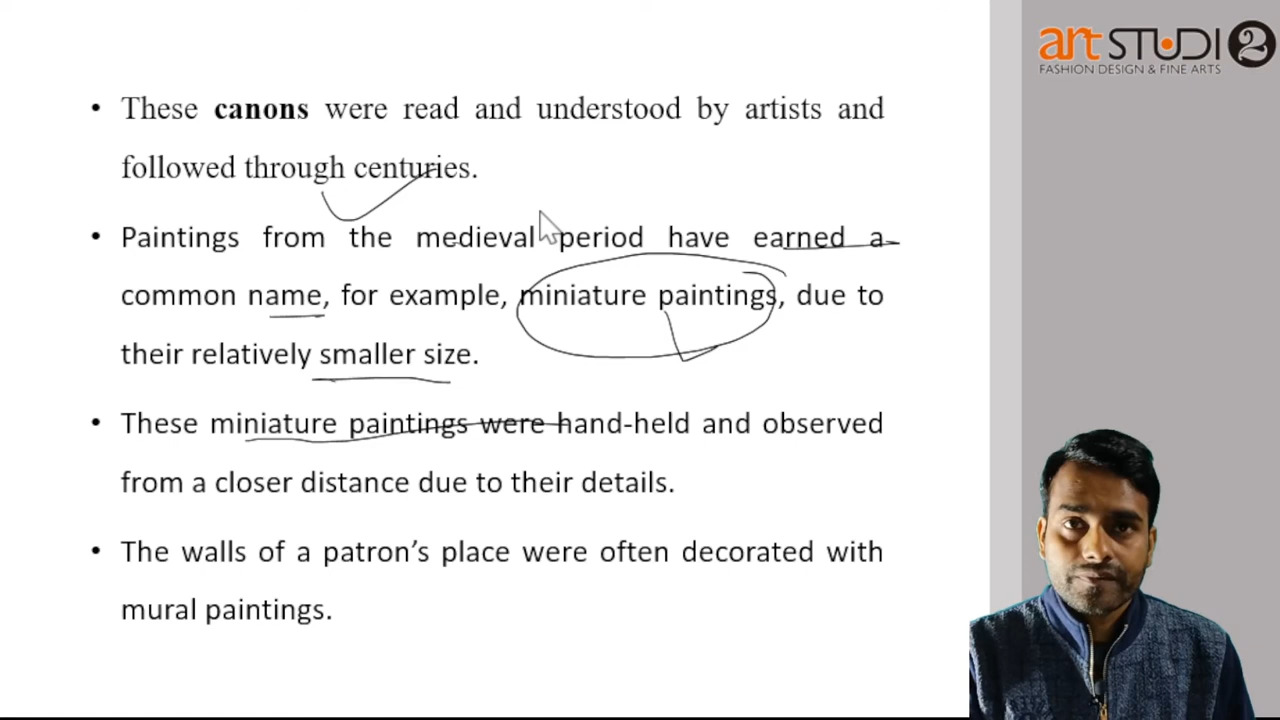 art STUDIO 2
FASHION DESIGN & FINE ARTS
• These canons were read and understood by artists and
followed through centuries.
• Paintings from the medieval period have earned a
common name, for example, miniature paintings, due to
their relatively smaller size.
• These miniature paintings were hand-held and observed
from a closer distance due to their details.
• The walls of a patron’s place were often decorated with
mural paintings.